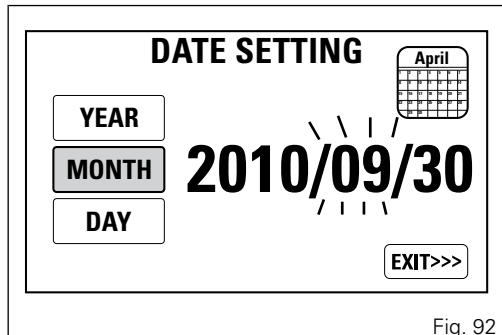 DATE SETTING
April
YEAR
MONTH
DAY
2010/09/30
EXIT>>>
Fig. 92